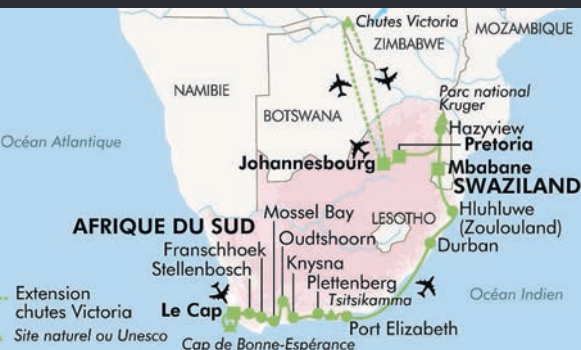 Chutes Victoria
MOZAMBIQUE
ZIMBABWE
NAMIBIE
Parc national
Kruger
BOTSWANA
Hazyview
Océan Atlantique
Pretoria
Johannesbourg
Mbabane
SWAZILAND
Mossel Bay
LESOTHO
Hluhluwe
(Zoulouland)
AFRIQUE DU SUD
Oudtshoorn
Durban
Franschhoek
Stellenbosch
Knysna
Plettenberg
Tsitsikamma
Océan Indien
Extension
chutes Victoria
Le Cap
Port Elizabeth
Site naturel ou Unesco
Cap de Bonne-Espérance